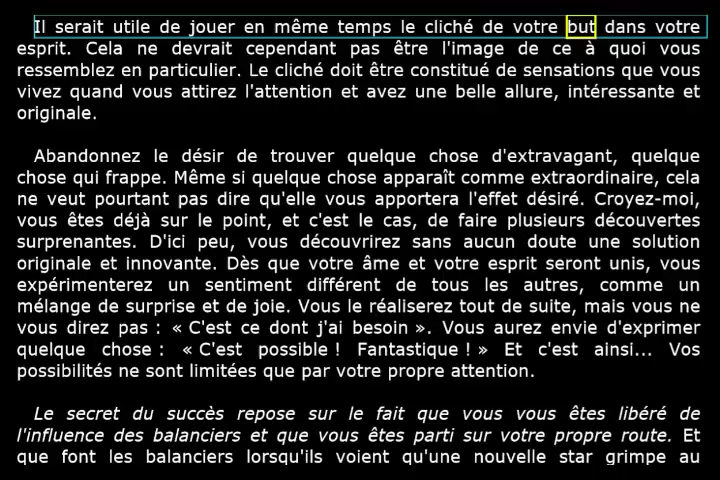 Il serait utile de jouer en même temps le cliché de votre but dans votre
esprit. Cela ne devrait cependant pas être l'image de ce à quoi vous
ressemblez en particulier. Le cliché doit être constitué de sensations que vous
vivez quand vous attirez l'attention et avez une belle allure, intéressante et
originale.
Abandonnez le désir de trouver quelque chose d'extravagant, quelque
chose qui frappe. Même si quelque chose apparaît comme extraordinaire, cela
ne veut pourtant pas dire qu'elle vous apportera l'effet désiré. Croyez-moi,
vous êtes déjà sur le point, et c'est le cas, de faire plusieurs découvertes
surprenantes. D'ici peu, vous découvrirez sans aucun doute une solution
originale et innovante. Dès que votre âme et votre esprit seront unis, vous
expérimenterez un sentiment différent de tous les autres, comme un
mélange de surprise et de joie. Vous le réaliserez tout de suite, mais vous ne
vous direz pas : « C'est ce dont j'ai besoin ». Vous aurez envie d'exprimer
quelque chose : « C'est possible ! Fantastique ! » Et c'est ainsi... Vos
possibilités ne sont limitées que par votre propre attention.
Le secret du succès repose sur le fait que vous vous êtes libéré de
l'influence des balanciers et que vous êtes parti sur votre propre route. Et
que font les balanciers lorsqu'ils voient qu'une nouvelle star grimpe au